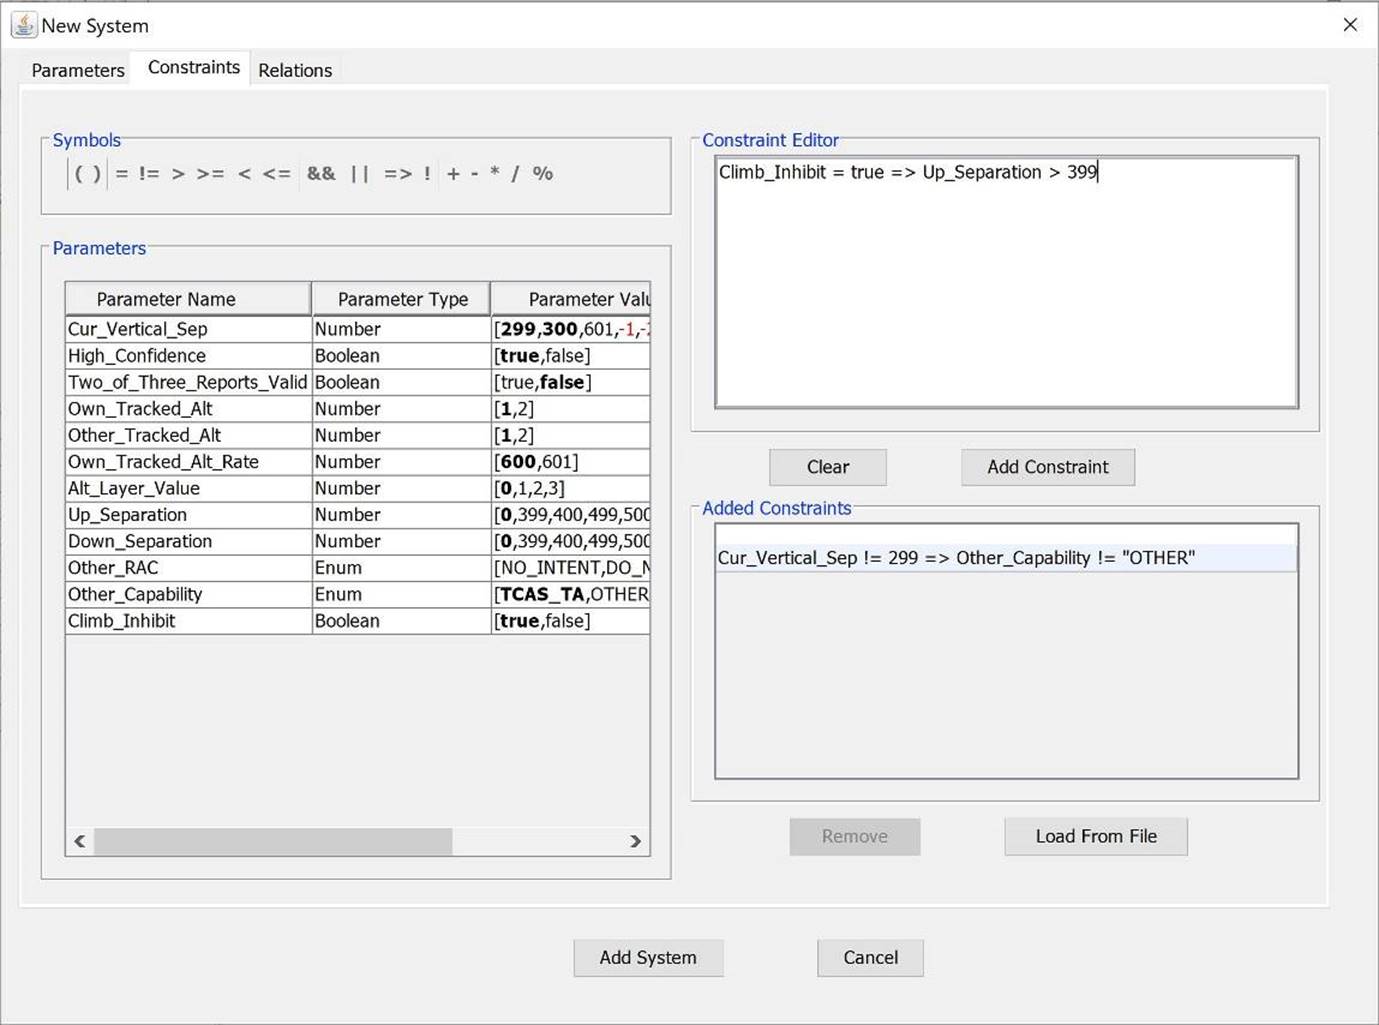 New System
Parameters Constraints Relations
Symbols
( ) = != > >= < <= && || => ! + - * / %
Parameters
Parameter Name Parameter Type Parameter Valu
Cur_Vertical_Sep Number [299,300,601,-1,-
High_Confidence Boolean [true,false]
Two_of_Three_Reports_Valid Boolean [true,false]
Own_Tracked_Alt Number [1,2]
Other_Tracked_Alt Number [1,2]
Own_Tracked_Alt_Rate Number [600,601]
Alt_Layer_Value Number [0,1,2,3]
Up_Separation Number [0,399,400,499,500
Down_Separation Number [0,399,400,499,500
Other_RAC Enum [NO_INTENT,DO_N
Other_Capability Enum [TCAS_TA,OTHER
Climb_Inhibit Boolean [true,false]
Constraint Editor
Climb_Inhibit = true => Up_Separation > 399
Clear Add Constraint
Added Constraints
Cur_Vertical_Sep != 299 => Other_Capability != "OTHER"
Remove Load From File
Add System Cancel